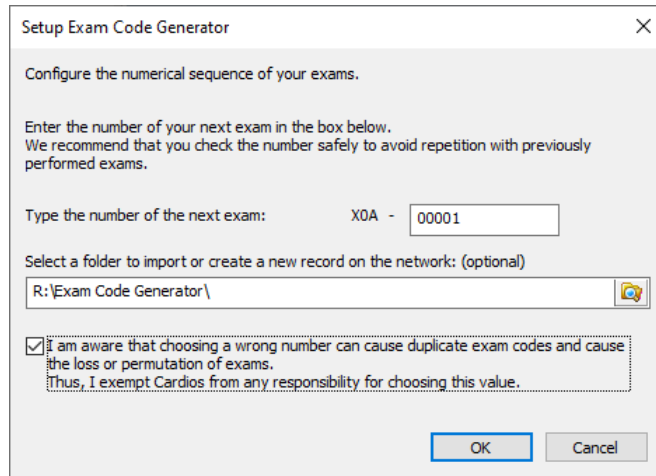 Setup Exam Code Generator
Configure the numerical sequence of your exams.
Enter the number of your next exam in the box below.
We recommend that you check the number safely to avoid repetition with previously
performed exams.
Type the number of the next exam: X0A - 00001
Select a folder to import or create a new record on the network: (optional)
R:\Exam Code Generator\
I am aware that choosing a wrong number can cause duplicate exam codes and cause
the loss or permutation of exams.
Thus, I exempt Cardios from any responsibility for choosing this value.
OK Cancel